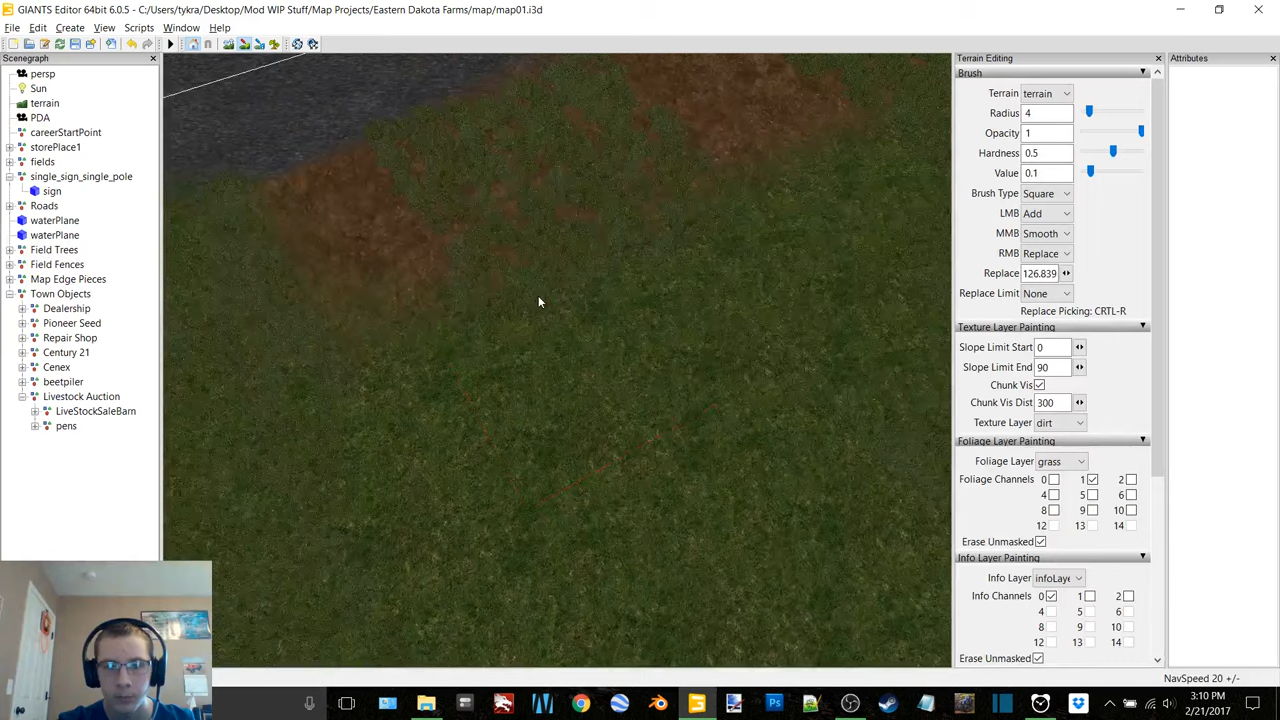 GIANTS Editor 64bit 6.0.5 - C:/Users/tykra/Desktop/Mod WIP Stuff/Map Projects/Eastern Dakota Farms/map/map01.i3d
File Edit Create View Scripts Window Help
Scenegraph
persp
Sun
terrain
PDA
careerStartPoint
storePlace1
fields
single_sign_single_pole
sign
Roads
waterPlane
waterPlane
Field Trees
Field Fences
Map Edge Pieces
Town Objects
Dealership
Pioneer Seed
Repair Shop
Century 21
Cenex
beetpiler
Livestock Auction
LiveStockSaleBarn
pens
Terrain Editing
Brush
Terrain terrain
Radius 4
Opacity 1
Hardness 0.5
Value 0.1
Brush Type Square
LMB Add
MMB Smooth
RMB Replace
Replace 126.839
Replace Limit None
Replace Picking: CRTL-R
Texture Layer Painting
Slope Limit Start 0
Slope Limit End 90
Chunk Vis
Chunk Vis Dist 300
Texture Layer dirt
Foliage Layer Painting
Foliage Layer grass
Foliage Channels 0 1 2
4 5 6
8 9 10
12 13 14
Erase Unmasked
Info Layer Painting
Info Layer infoLaye
Info Channels 0 1 2
4 5 6
8 9 10
12 13 14
Erase Unmasked
Attributes
NavSpeed 20 +/-
3:10 PM
2/21/2017